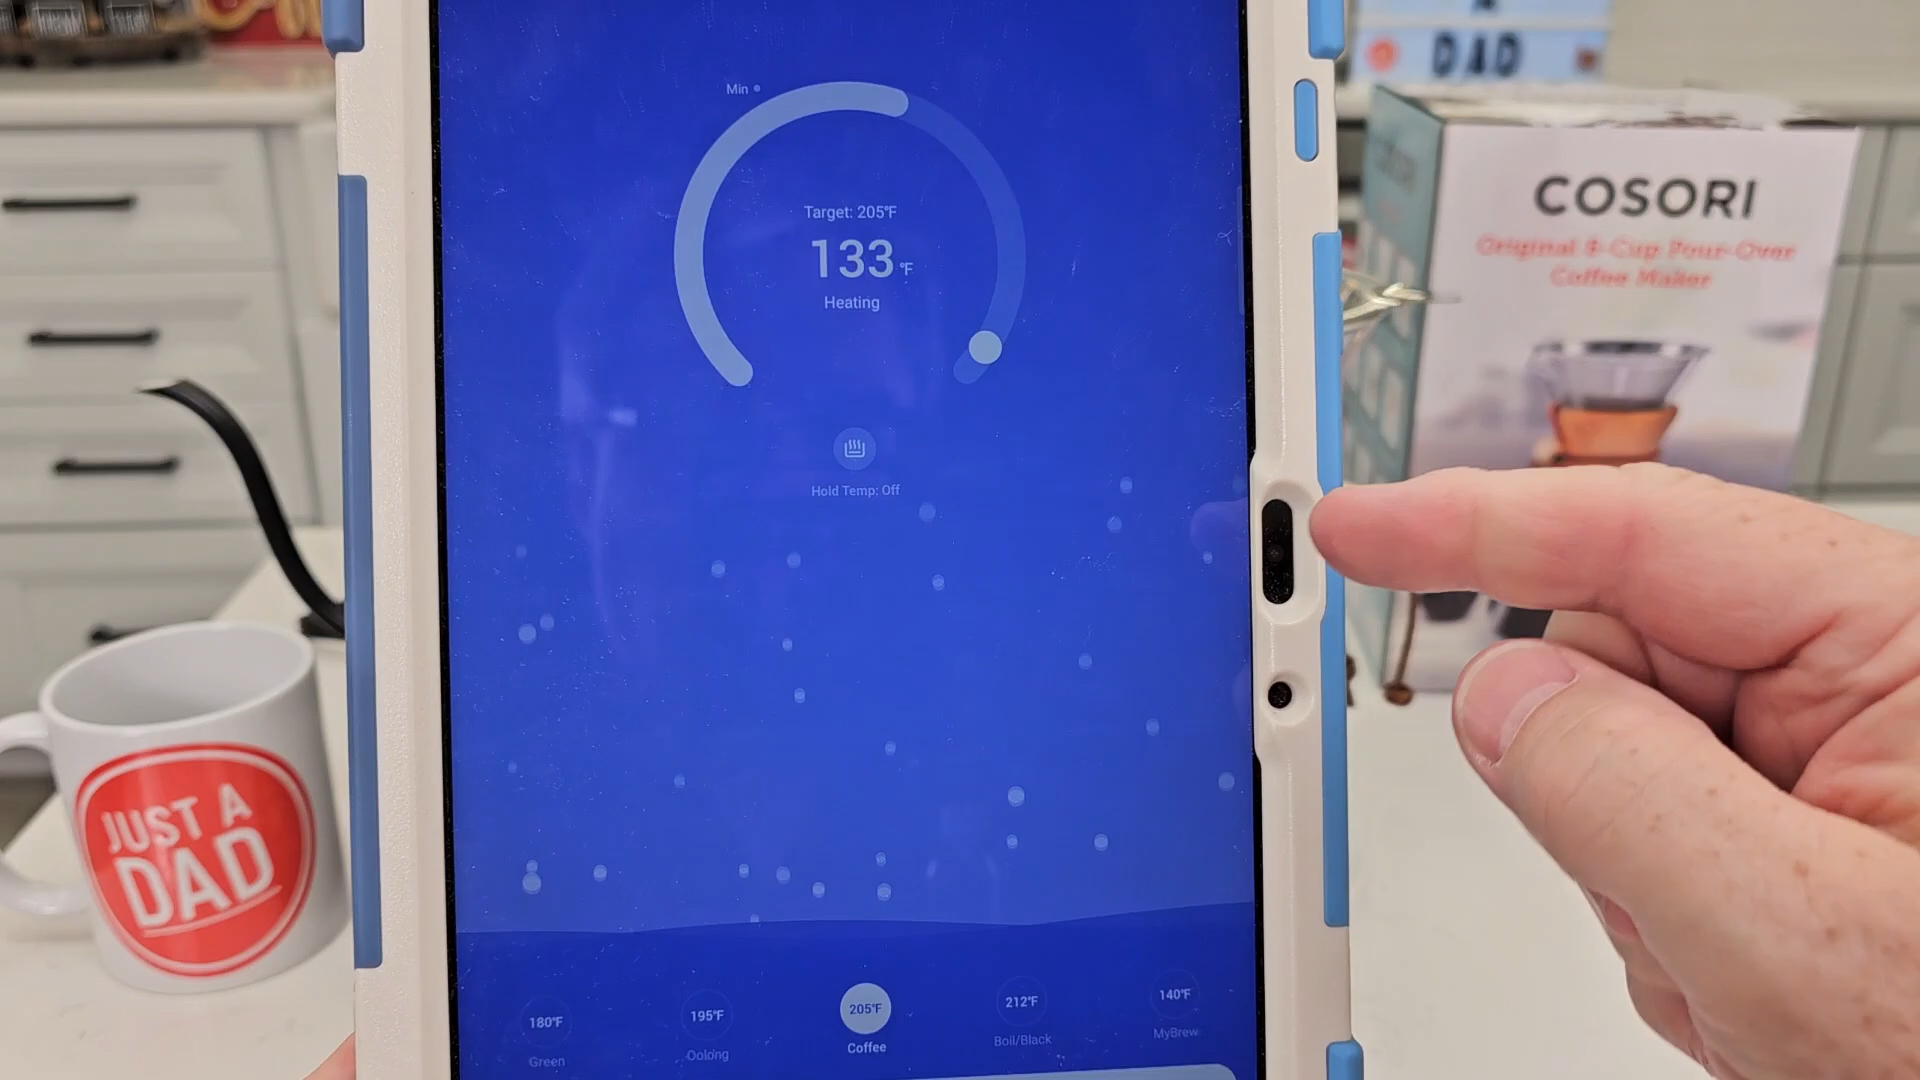 DAD
Min
COSORI
Original 8-Cup Pour-Over
Coffee Maker
Target: 205°F
133 °F
Heating
Hold Temp: Off
JUST A
DAD
180°F
Green
195°F
Oolong
205°F
Coffee
212°F
Boil/Black
140°F
MyBrew